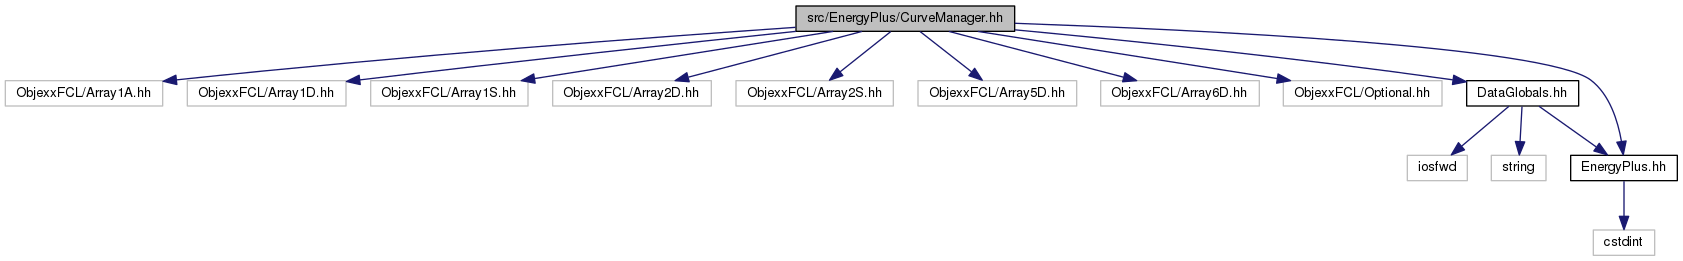 src/EnergyPlus/CurveManager.hh
ObjexxFCL/Array1A.hh
ObjexxFCL/Array1D.hh
ObjexxFCL/Array1S.hh
ObjexxFCL/Array2D.hh
ObjexxFCL/Array2S.hh
ObjexxFCL/Array5D.hh
ObjexxFCL/Array6D.hh
ObjexxFCL/Optional.hh
DataGlobals.hh
iosfwd
string
EnergyPlus.hh
cstdint